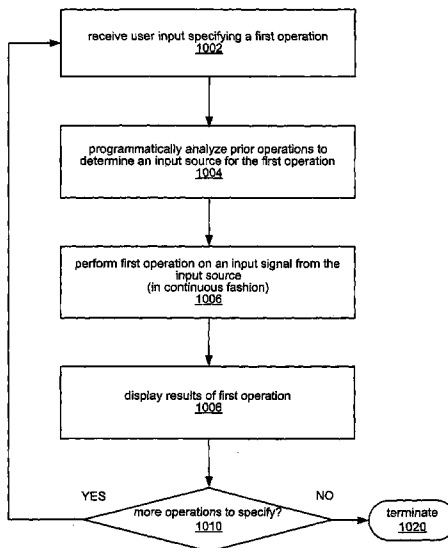 receive user input specifying a first operation
1002
programmatically analyze prior operations to
determine an input source for the first operation
1004
perform first operation on an input signal from the
input source
(in continuous fashion)
1006
display results of first operation
1008
YES
NO
more operations to specify?
1010
terminate
1020